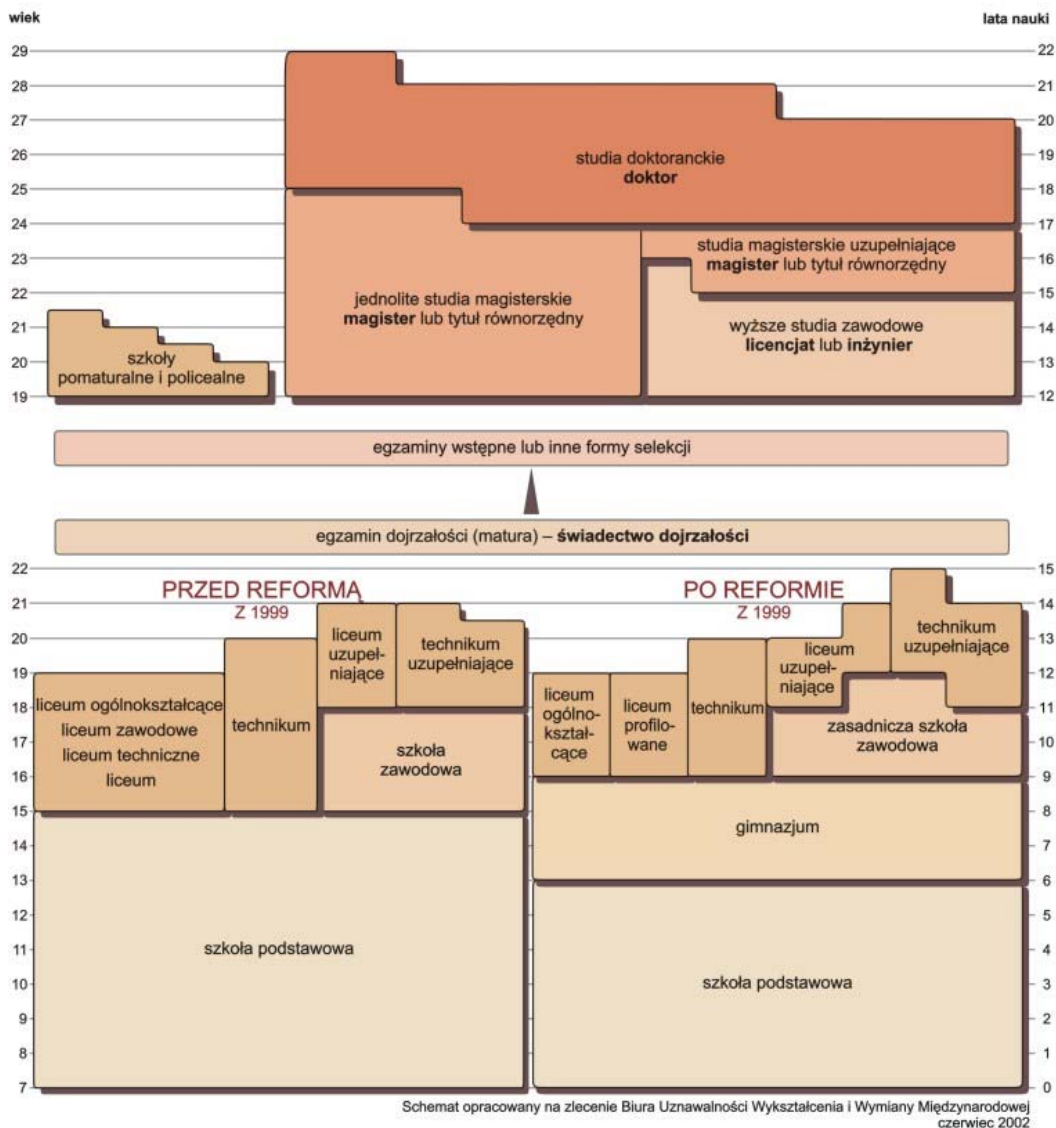 wiek
lata nauki
29
28
27
26
25
24
23
22
21
20
19
22
21
20
19
18
17
16
15
14
13
12
studia doktoranckie
doktor
studia magisterskie uzupełniające
magister lub tytuł równorzędny
jednolite studia magisterskie
magister lub tytuł równorzędny
wyższe studia zawodowe
licencjat lub inżynier
szkoły
pomaturalne i policealne
egzaminy wstępne lub inne formy selekcji
egzamin dojrzałości (matura) – świadectwo dojrzałości
22
21
20
19
18
17
16
15
14
13
12
11
10
9
8
7
PRZED REFORMĄ
Z 1999
liceum
uzupeł-
niające
technikum
uzupełniające
liceum ogólnokształcące
liceum zawodowe
liceum techniczne
liceum
technikum
szkoła
zawodowa
szkoła podstawowa
PO REFORMIE
Z 1999
liceum
ogólno-
kształ-
cące
liceum
profilo-
wane
technikum
liceum
uzupeł-
niające
technikum
uzupełniające
zasadnicza szkoła
zawodowa
gimnazjum
szkoła podstawowa
15
14
13
12
11
10
9
8
7
6
5
4
3
2
1
0
Schemat opracowany na zlecenie Biura Uznawalności Wykształcenia i Wymiany Międzynarodowej
czerwiec 2002